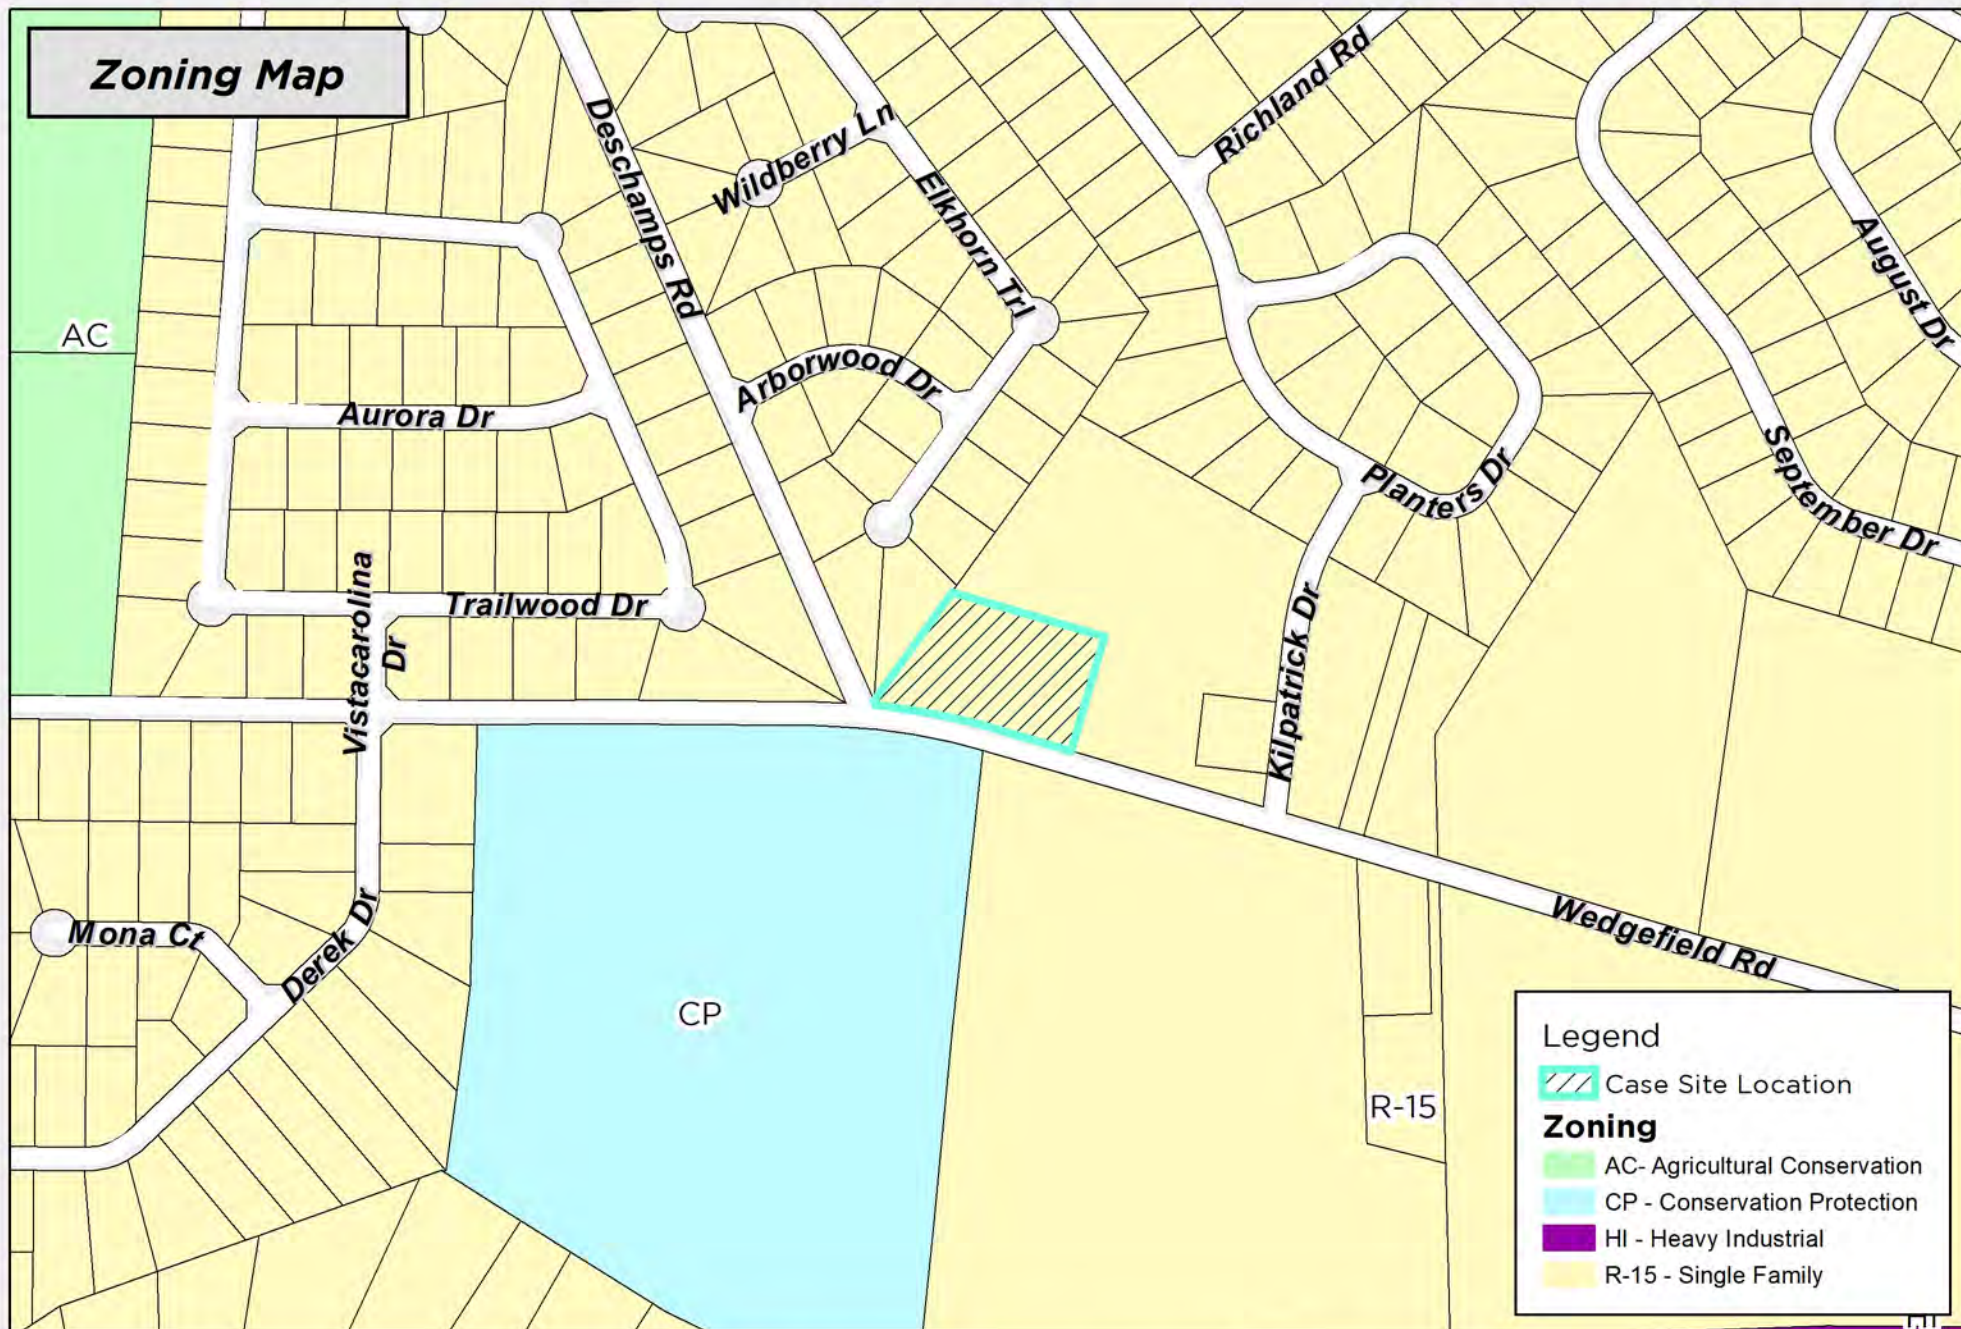 Zoning Map
Deschamps Rd
Wildberry Ln
Elkhorn Trl
Richland Rd
August Dr
AC
Arborwood Dr
Aurora Dr
Planters Dr
September Dr
Vistacarolina
Dr
Trailwood Dr
Kilpatrick Dr
Mona Ct
Derek Dr
Wedgefield Rd
CP
R-15
Legend
Case Site Location
Zoning
AC- Agricultural Conservation
CP - Conservation Protection
HI - Heavy Industrial
R-15 - Single Family